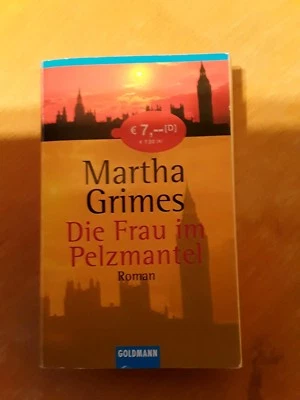 € 7,–[D]
Martha
Grimes
Die Frau im
Pelzmantel
Roman
GOLDMANN